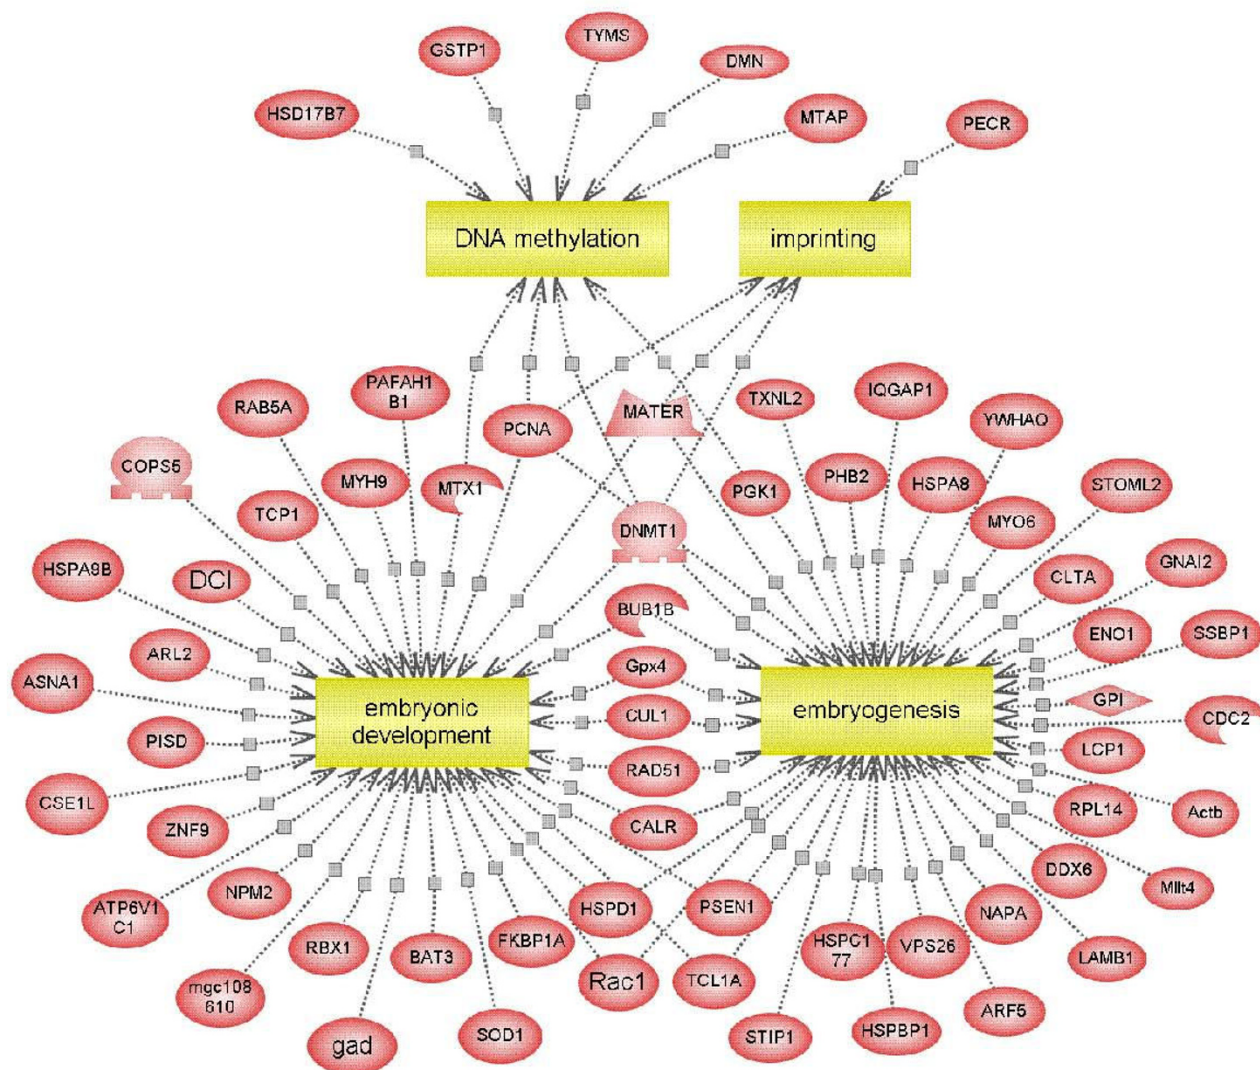 TYMS
GSTP1
DMN
HSD17B7
MTAP
PECR
DNA methylation
imprinting
PAFAH1
B1
RAB5A
TXNL2
IQGAP1
YWHAQ
MATER
PCNA
COPS5
MYH9
MTX1
PGK1
PHB2
HSPA8
STOML2
TCP1
DNMT1
MYO6
HSPA9B
DCI
CLTA
GNAI2
BUB1B
ENO1
SSBP1
ARL2
Gpx4
ASNA1
GPI
embryonic
development
CUL1
embryogenesis
CDC2
PISD
LCP1
RAD51
CSE1L
ZNF9
CALR
RPL14
Actb
DDX6
Mllt4
NPM2
ATP6V1
C1
HSPD1
PSEN1
NAPA
RBX1
BAT3
FKBP1A
HSPC1
77
VPS26
LAMB1
mgc108
610
Rac1
TCL1A
ARF5
gad
SOD1
STIP1
HSPBP1